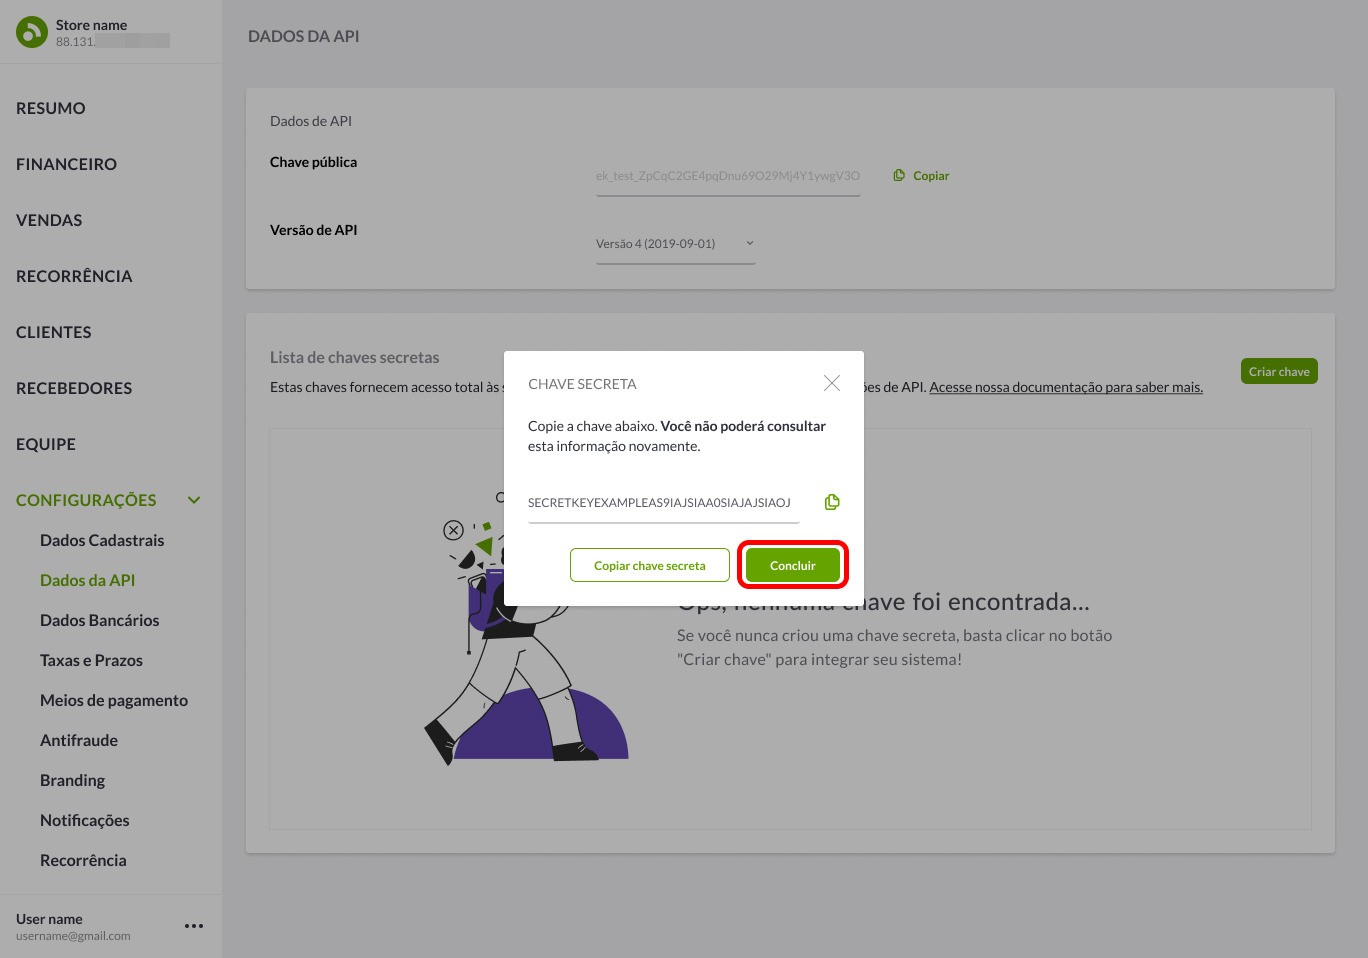 Store name
88.131.
RESUMO
FINANCEIRO
VENDAS
RECORRÊNCIA
CLIENTES
RECEBEDORES
EQUIPE
CONFIGURAÇÕES
Dados Cadastrais
Dados da API
Dados Bancários
Taxas e Prazos
Meios de pagamento
Antifraude
Branding
Notificações
Recorrência
User name
username@gmail.com
DADOS DA API
Dados de API
Chave pública
ek_test_ZpCqC2GE4pqDnu69O29Mj4Y1ywgV3O
Copiar
Versão de API
Versão 4 (2019-09-01)
Lista de chaves secretas
Criar chave
Estas chaves fornecem acesso total às de API. Acesse nossa documentação para saber mais.
CHAVE SECRETA
Copie a chave abaixo. Você não poderá consultar
esta informação novamente.
SECRETKEYEXAMPLEAS9IAJSIAA0SIAJAJSIAOJ
Copiar chave secreta
Concluir
Ops, nenhuma chave foi encontrada...
Se você nunca criou uma chave secreta, basta clicar no botão
"Criar chave" para integrar seu sistema!